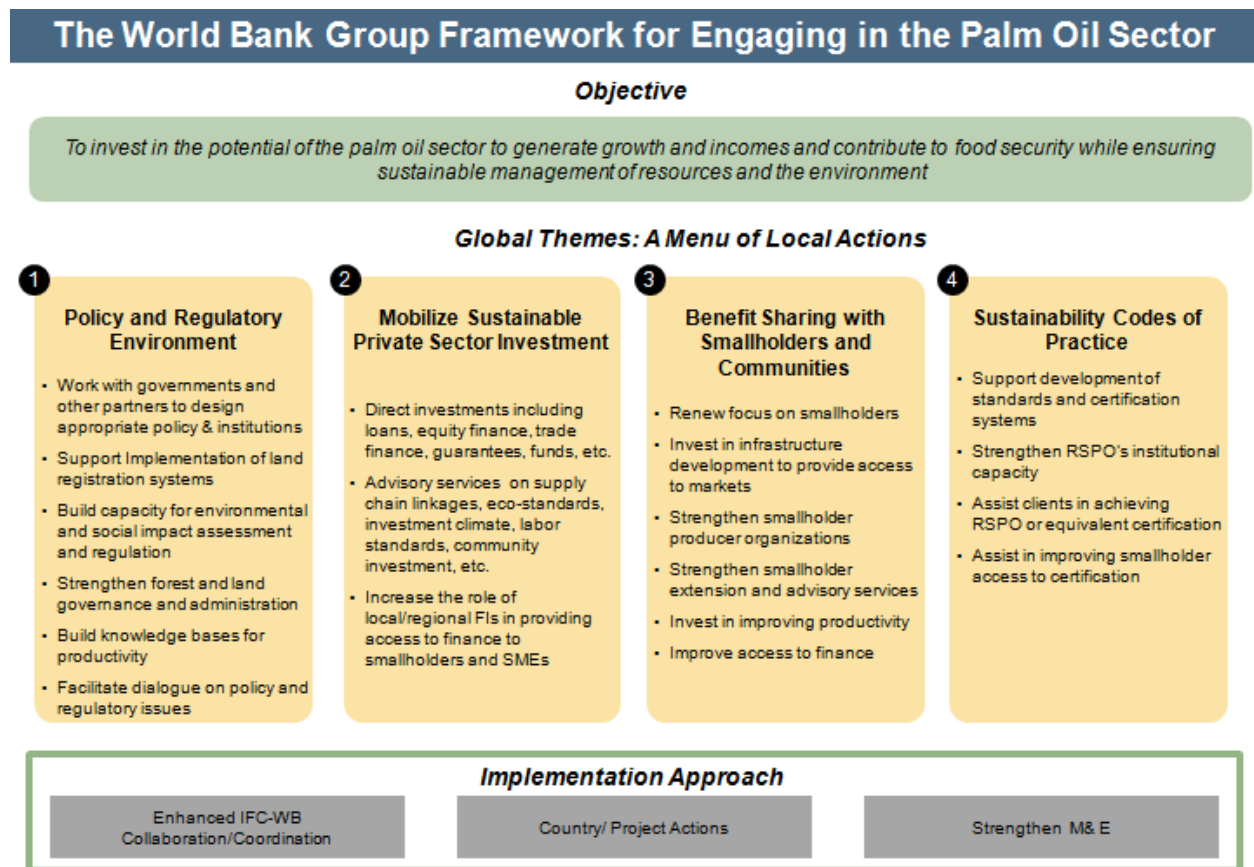 The World Bank Group Framework for Engaging in the Palm Oil Sector
Objective
To invest in the potential of the palm oil sector to generate growth and incomes and contribute to food security while ensuring
sustainable management of resources and the environment
Global Themes: A Menu of Local Actions
1
Policy and Regulatory
Environment
• Work with governments and
other partners to design
appropriate policy & institutions
• Support Implementation of land
registration systems
• Build capacity for environmental
and social impact assessment
and regulation
• Strengthen forest and land
governance and administration
• Build knowledge bases for
productivity
• Facilitate dialogue on policy and
regulatory issues
2
Mobilize Sustainable
Private Sector Investment
• Direct investments including
loans, equity finance, trade
finance, guarantees, funds, etc.
• Advisory services on supply
chain linkages, eco-standards,
investment climate, labor
standards, community
investment, etc.
• Increase the role of
local/regional FIs in providing
access to finance to
smallholders and SMEs
3
Benefit Sharing with
Smallholders and
Communities
• Renew focus on smallholders
• Invest in infrastructure
development to provide access
to markets
• Strengthen smallholder
producer organizations
• Strengthen smallholder
extension and advisory services
• Invest in improving productivity
• Improve access to finance
4
Sustainability Codes of
Practice
• Support development of
standards and certification
systems
• Strengthen RSPO's institutional
capacity
• Assist clients in achieving
RSPO or equivalent certification
• Assist in improving smallholder
access to certification
Implementation Approach
Enhanced IFC-WB
Collaboration/Coordination
Country/ Project Actions
Strengthen M& E